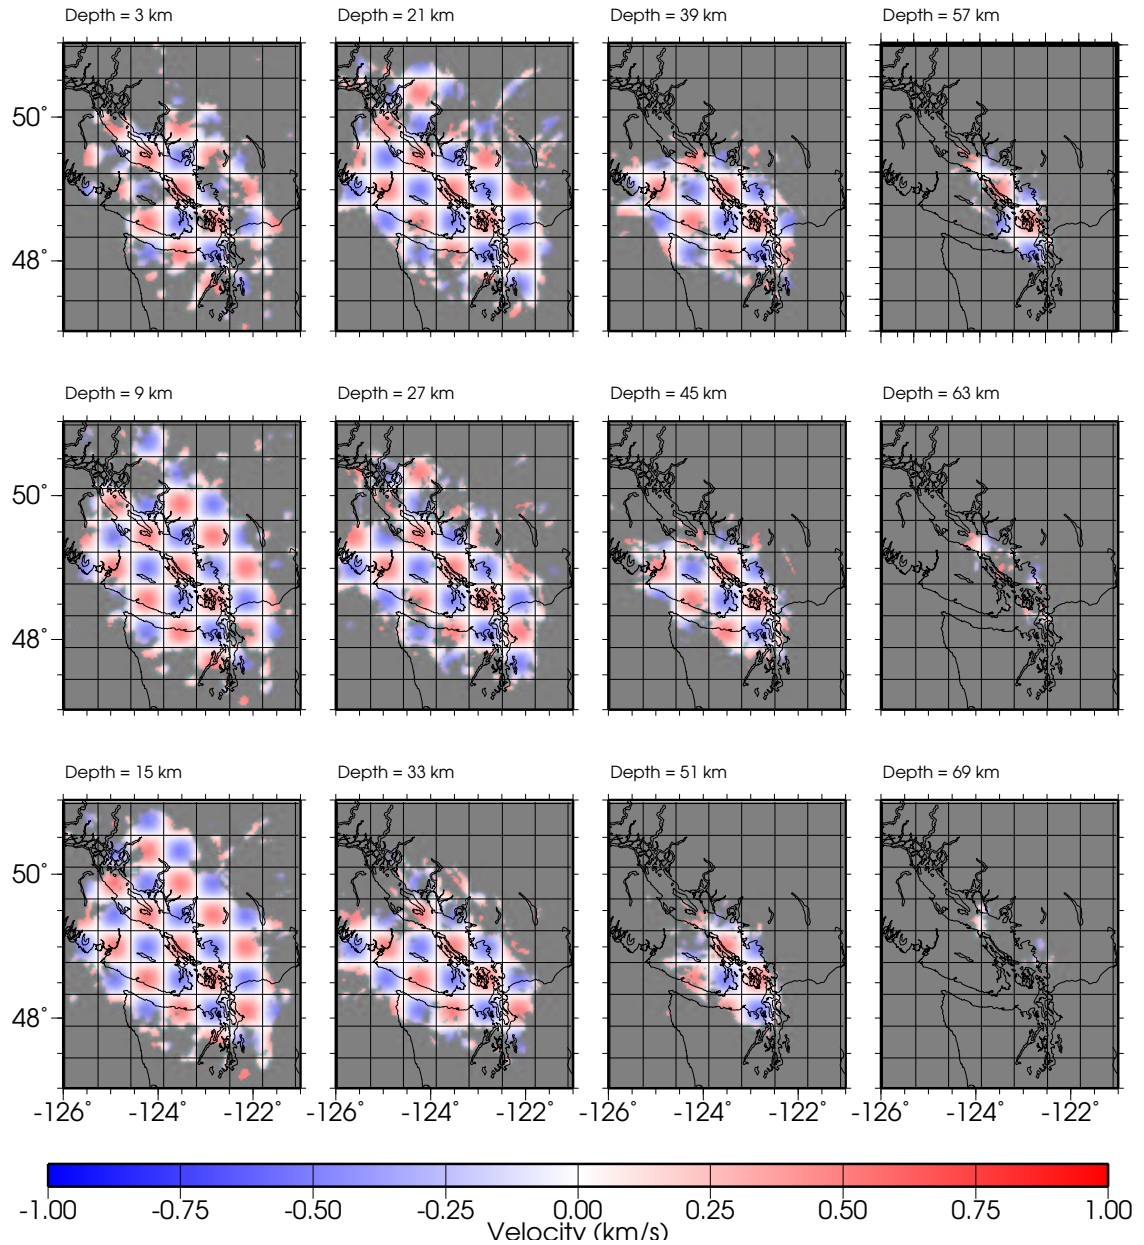 Depth = 3 km
Depth = 21 km
Depth = 39 km
Depth = 57 km
50°
48°
Depth = 9 km
Depth = 27 km
Depth = 45 km
Depth = 63 km
50°
48°
Depth = 15 km
Depth = 33 km
Depth = 51 km
Depth = 69 km
50°
48°
-126° -124° -122° -126° -124° -122° -126° -124° -122° -126° -124° -122°
-1.00 -0.75 -0.50 -0.25 0.00 0.25 0.50 0.75 1.00
Velocity (km/s)